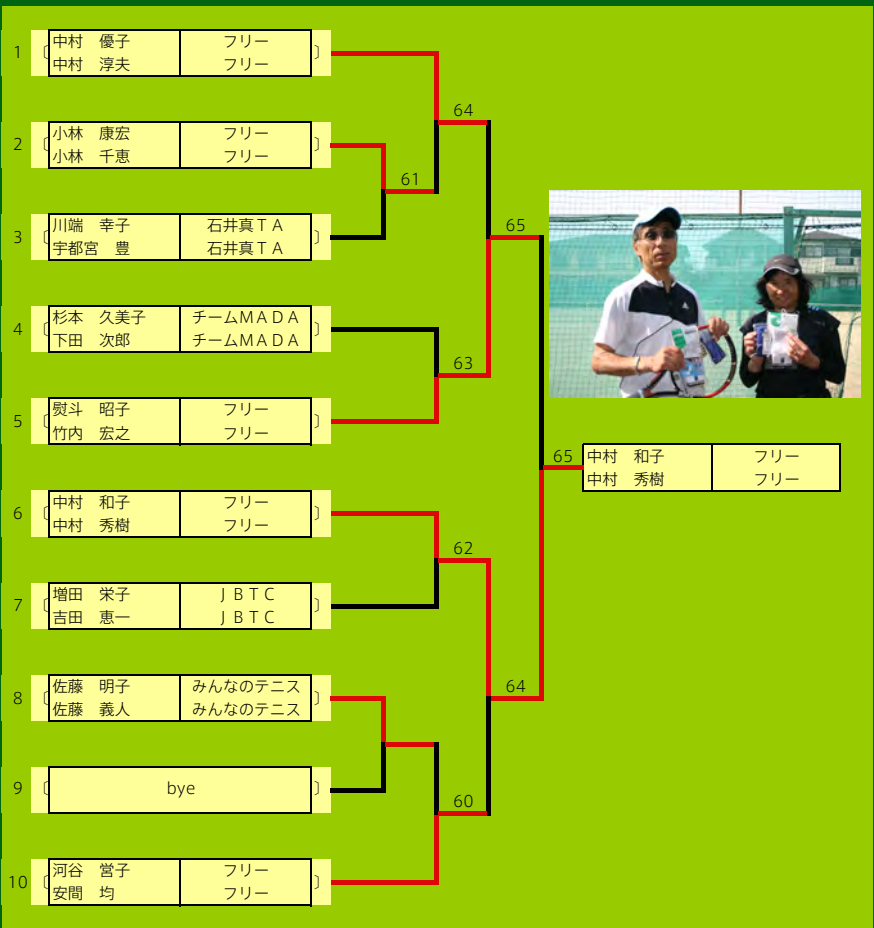 1 〔 中村 優子 フリー 〕
中村 淳夫 フリー
64
2 〔 小林 康宏 フリー 〕
小林 千恵 フリー
61
3 〔 川端 幸子 石井真ＴＡ 〕
宇都宮 豊 石井真ＴＡ
65
4 〔 杉本 久美子 チームＭＡＤＡ 〕
下田 次郎 チームＭＡＤＡ
63
5 〔 熨斗 昭子 フリー 〕
竹内 宏之 フリー
65 中村 和子 フリー
中村 秀樹 フリー
6 〔 中村 和子 フリー 〕
中村 秀樹 フリー
62
7 〔 増田 栄子 ＪＢＴＣ 〕
吉田 恵一 ＪＢＴＣ
64
8 〔 佐藤 明子 みんなのテニス 〕
佐藤 義人 みんなのテニス
9 〔 bye 〕
60
10 〔 河谷 営子 フリー 〕
安間 均 フリー